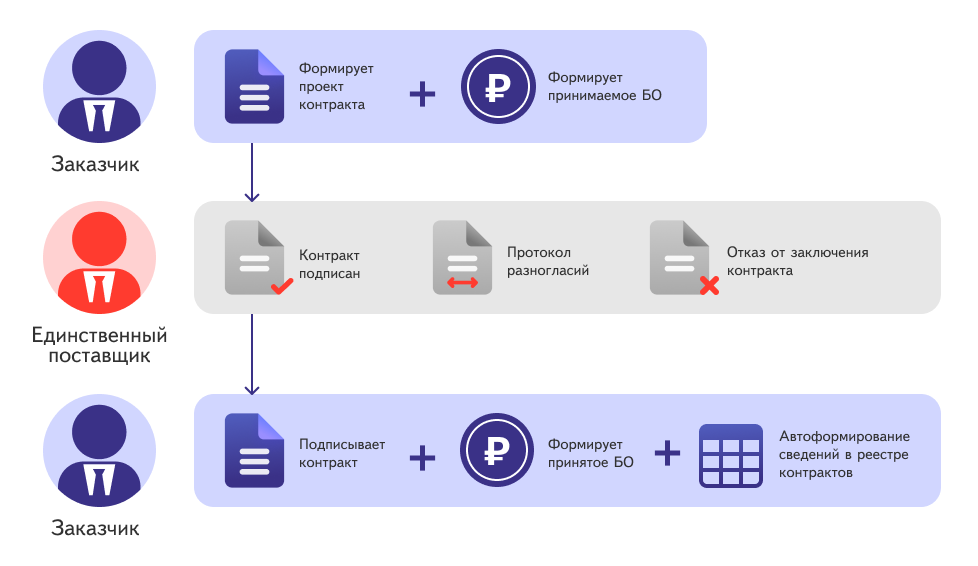 Формирует
проект
контракта
+
₽
Формирует
принимаемое БО
Заказчик
Контракт
подписан
Протокол
разногласий
Отказ от заключения
контракта
Единственный
поставщик
Подписывает
контракт
+
₽
Формирует
принятое БО
+
Автоформирование
сведений в реестре
контрактов
Заказчик